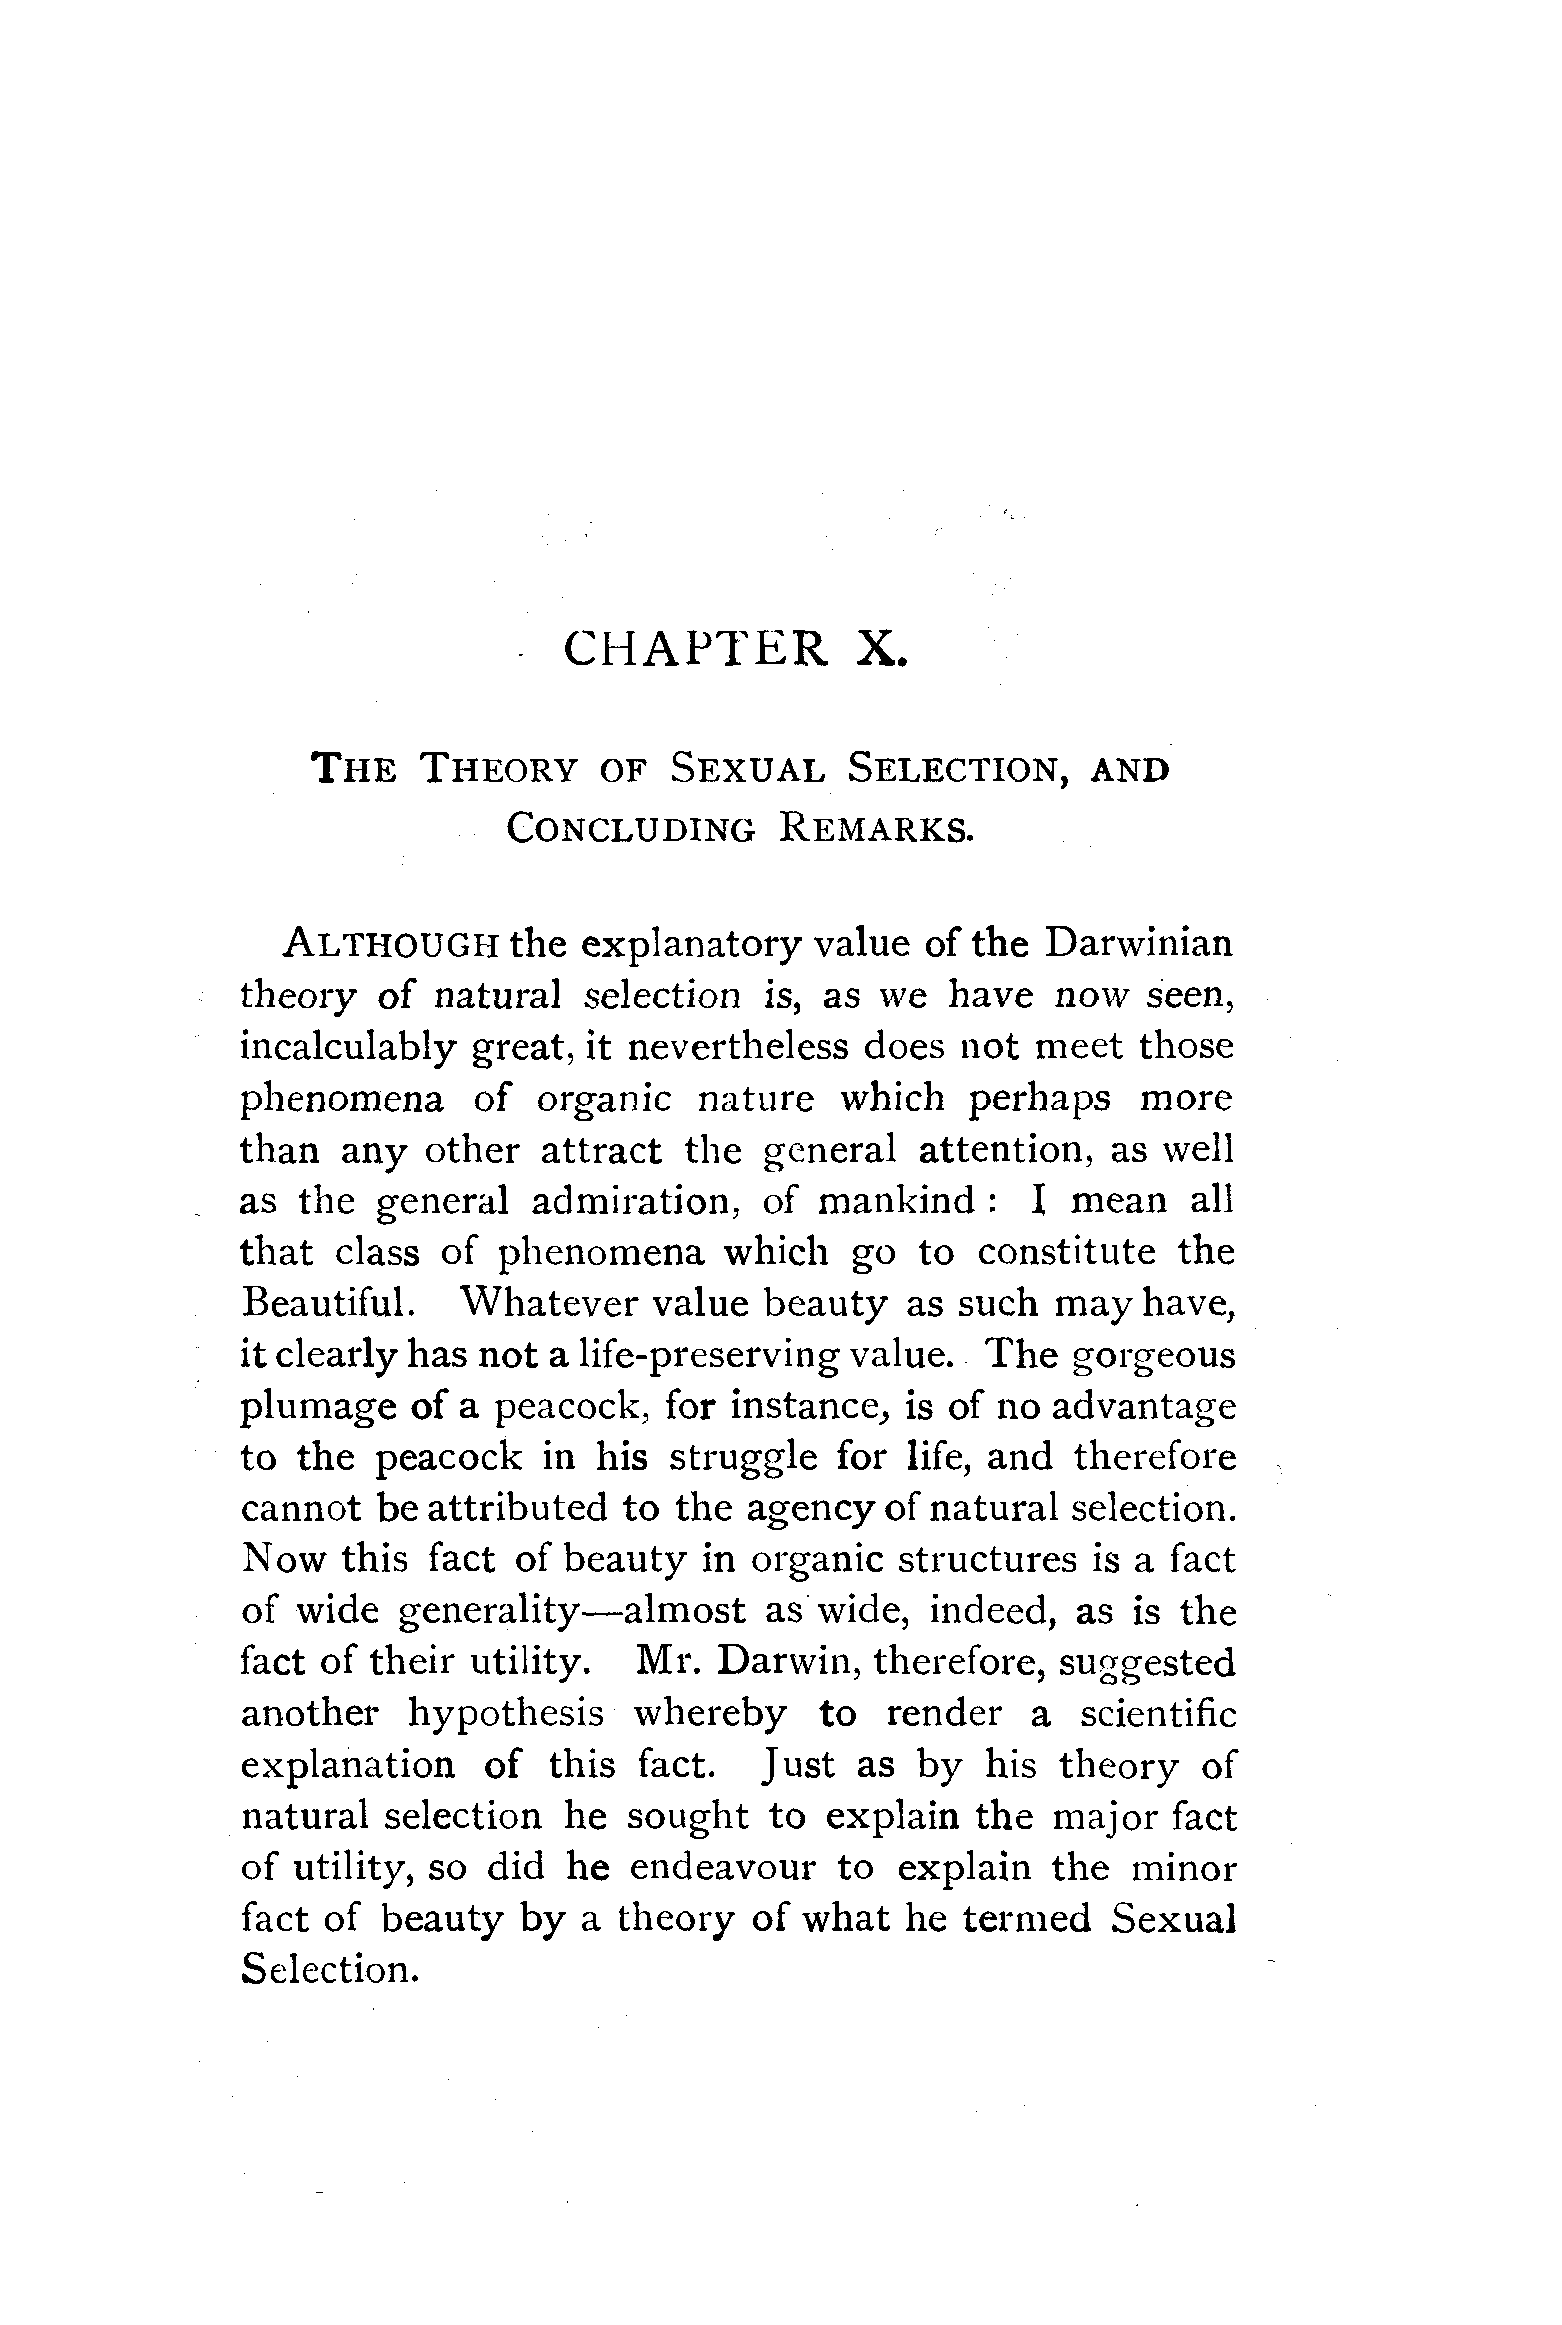 CHAPTER X.
THE THEORY OF SEXUAL SELECTION, AND
CONCLUDING REMARKS.
ALTHOUGH the explanatory value of the Darwinian
theory of natural selection is, as we have now seen,
incalculably great, it nevertheless does not meet those
phenomena of organic nature which perhaps more
than any other attract the general attention, as well
as the general admiration, of mankind : I mean all
that class of phenomena which go to constitute the
Beautiful. Whatever value beauty as such may have,
it clearly has not a life-preserving value. The gorgeous
plumage of a peacock, for instance, is of no advantage
to the peacock in his struggle for life, and therefore
cannot be attributed to the agency of natural selection.
Now this fact of beauty in organic structures is a fact
of wide generality—almost as wide, indeed, as is the
fact of their utility. Mr. Darwin, therefore, suggested
another hypothesis whereby to render a scientific
explanation of this fact. Just as by his theory of
natural selection he sought to explain the major fact
of utility, so did he endeavour to explain the minor
fact of beauty by a theory of what he termed Sexual
Selection.